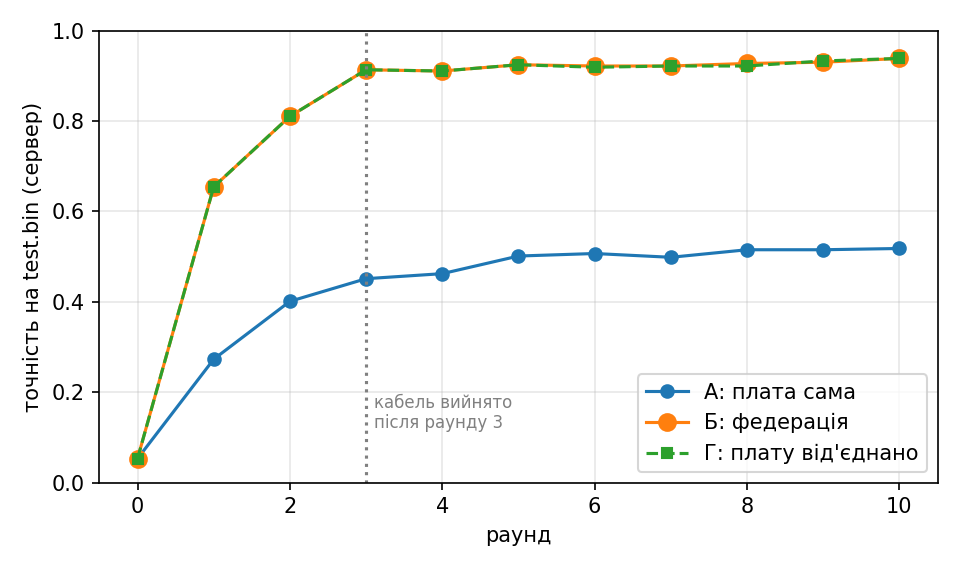 1.0
0.8
0.6
0.4
0.2
0.0
точність на test.bin (сервер)
кабель вийнято
після раунду 3
А: плата сама
Б: федерація
Г: плату від'єднано
0 2 4 6 8 10
раунд